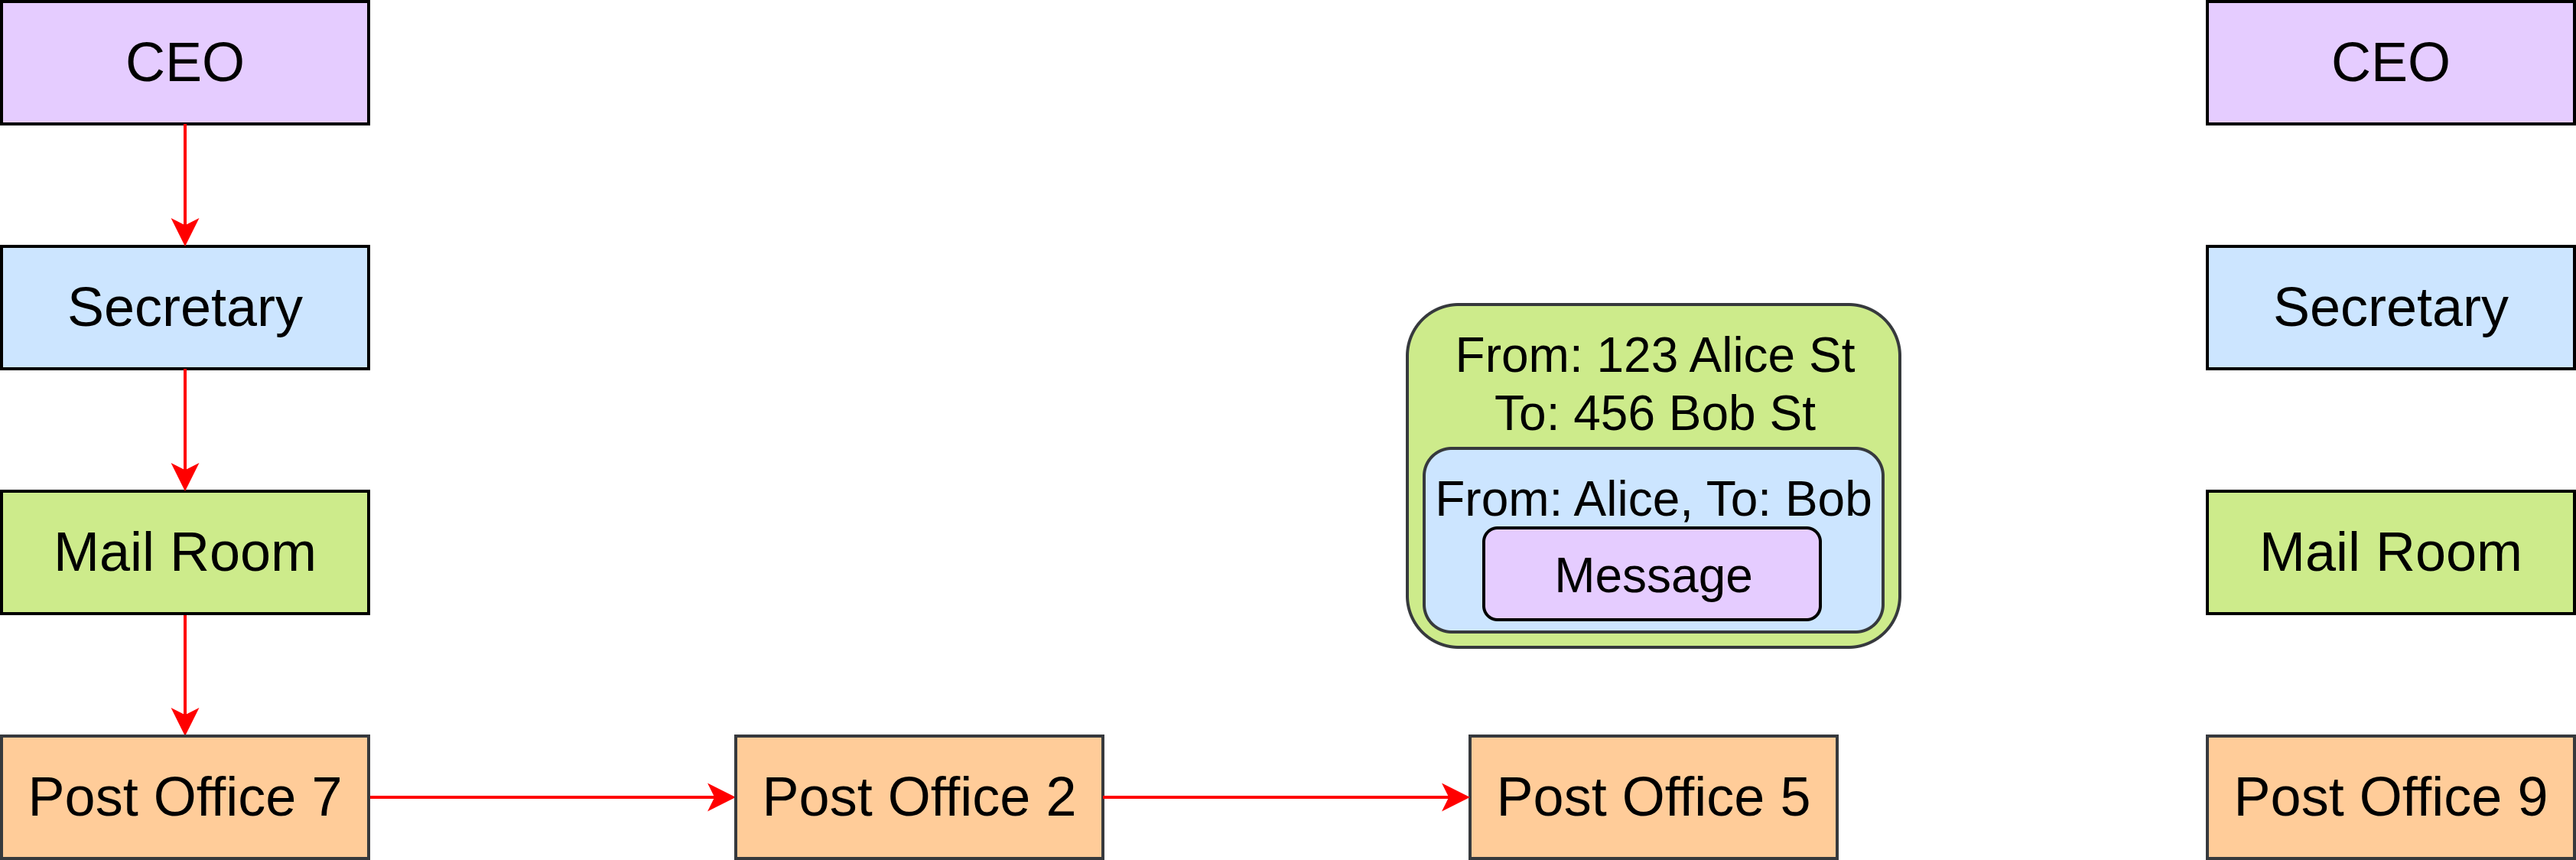 CEO
CEO
Secretary
Secretary
From: 123 Alice St
To: 456 Bob St
From: Alice, To: Bob
Message
Mail Room
Mail Room
Post Office 7
Post Office 2
Post Office 5
Post Office 9